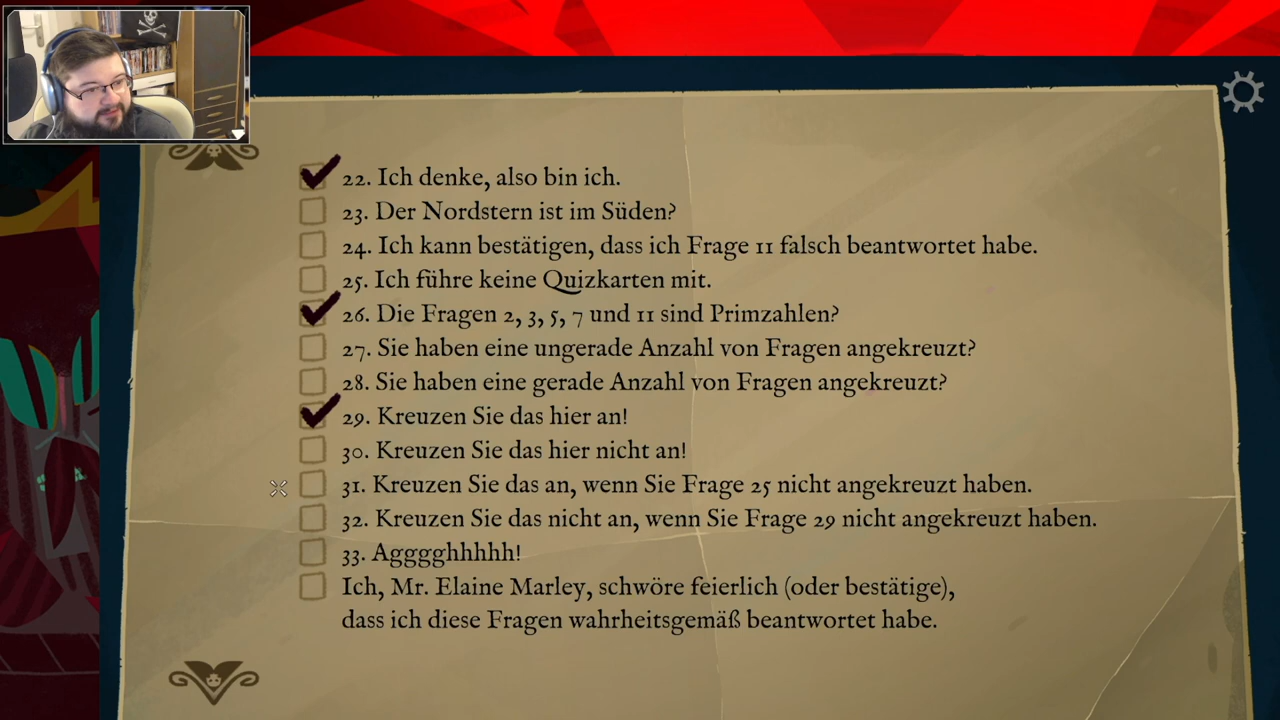 22. Ich denke, also bin ich.
23. Der Nordstern ist im Süden?
24. Ich kann bestätigen, dass ich Frage 11 falsch beantwortet habe.
25. Ich führe keine Quizkarten mit.
26. Die Fragen 2, 3, 5, 7 und 11 sind Primzahlen?
27. Sie haben eine ungerade Anzahl von Fragen angekreuzt?
28. Sie haben eine gerade Anzahl von Fragen angekreuzt?
29. Kreuzen Sie das hier an!
30. Kreuzen Sie das hier nicht an!
31. Kreuzen Sie das an, wenn Sie Frage 25 nicht angekreuzt haben.
32. Kreuzen Sie das nicht an, wenn Sie Frage 29 nicht angekreuzt haben.
33. Agggghhhhh!
Ich, Mr. Elaine Marley, schwöre feierlich (oder bestätige),
dass ich diese Fragen wahrheitsgemäß beantwortet habe.